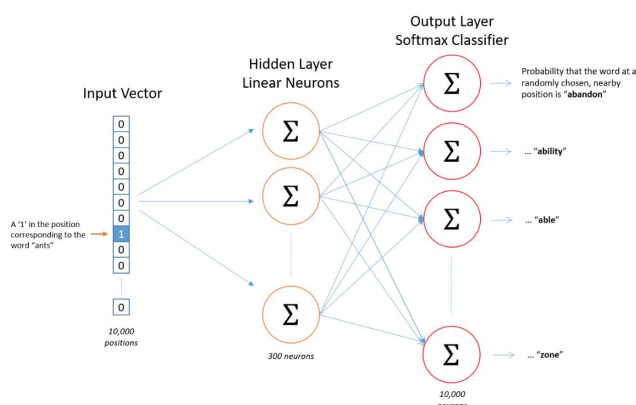 Output Layer
Softmax Classifier
Hidden Layer
Linear Neurons
Input Vector
0
0
0
0
0
0
0
1
0
0
0
A ‘1’ in the position
corresponding to the
word “ants”
10,000
positions
Σ
Σ
Σ
300 neurons
Σ
Σ
Σ
Σ
10,000
Probability that the word at a
randomly chosen, nearby
position is “abandon”
... “ability”
... “able”
... “zone”